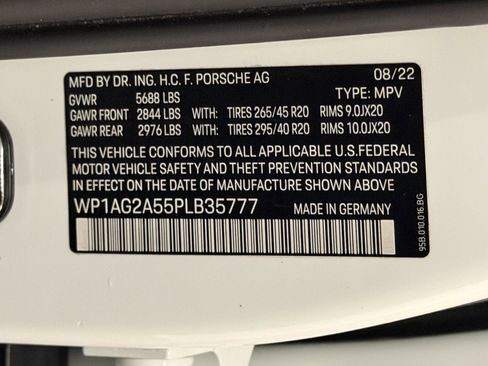 MFD BY DR. ING. H.C. F. PORSCHE AG 08/22
GVWR 5688 LBS TYPE: MPV
GAWR FRONT 2844 LBS WITH: TIRES 265/45 R20 RIMS 9.0JX20
GAWR REAR 2976 LBS WITH: TIRES 295/40 R20 RIMS 10.0JX20
THIS VEHICLE CONFORMS TO ALL APPLICABLE U.S.FEDERAL
MOTOR VEHICLE SAFETY AND THEFT PREVENTION STANDARDS
IN EFFECT ON THE DATE OF MANUFACTURE SHOWN ABOVE
WP1AG2A55PLB35777 MADE IN GERMANY
95B.010.016.BG